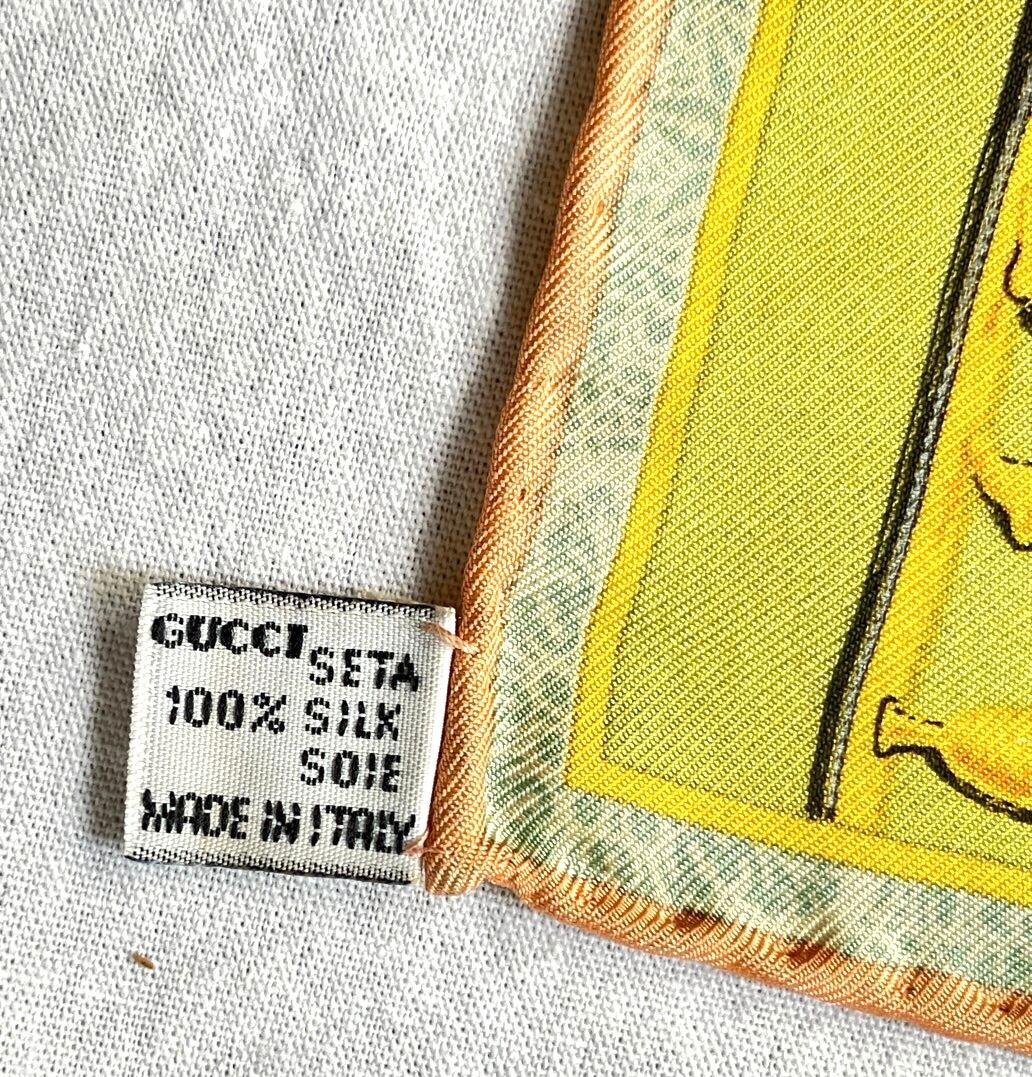 GUCCI SETA
100% SILK
SOIE
MADE IN ITALY